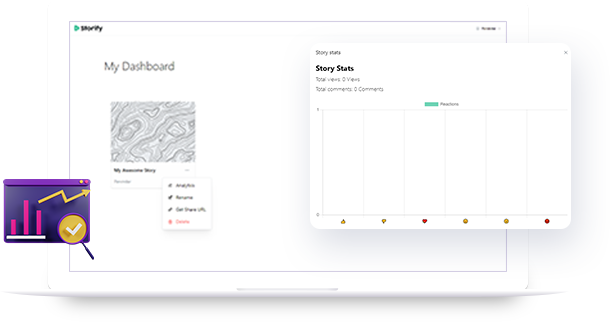 Storify
My Dashboard
My Awesome Story
Analytics
Rename
Get Share URL
Delete
Story stats
Story Stats
Total views: 0 Views
Total comments: 0 Comments
Reactions
1
0